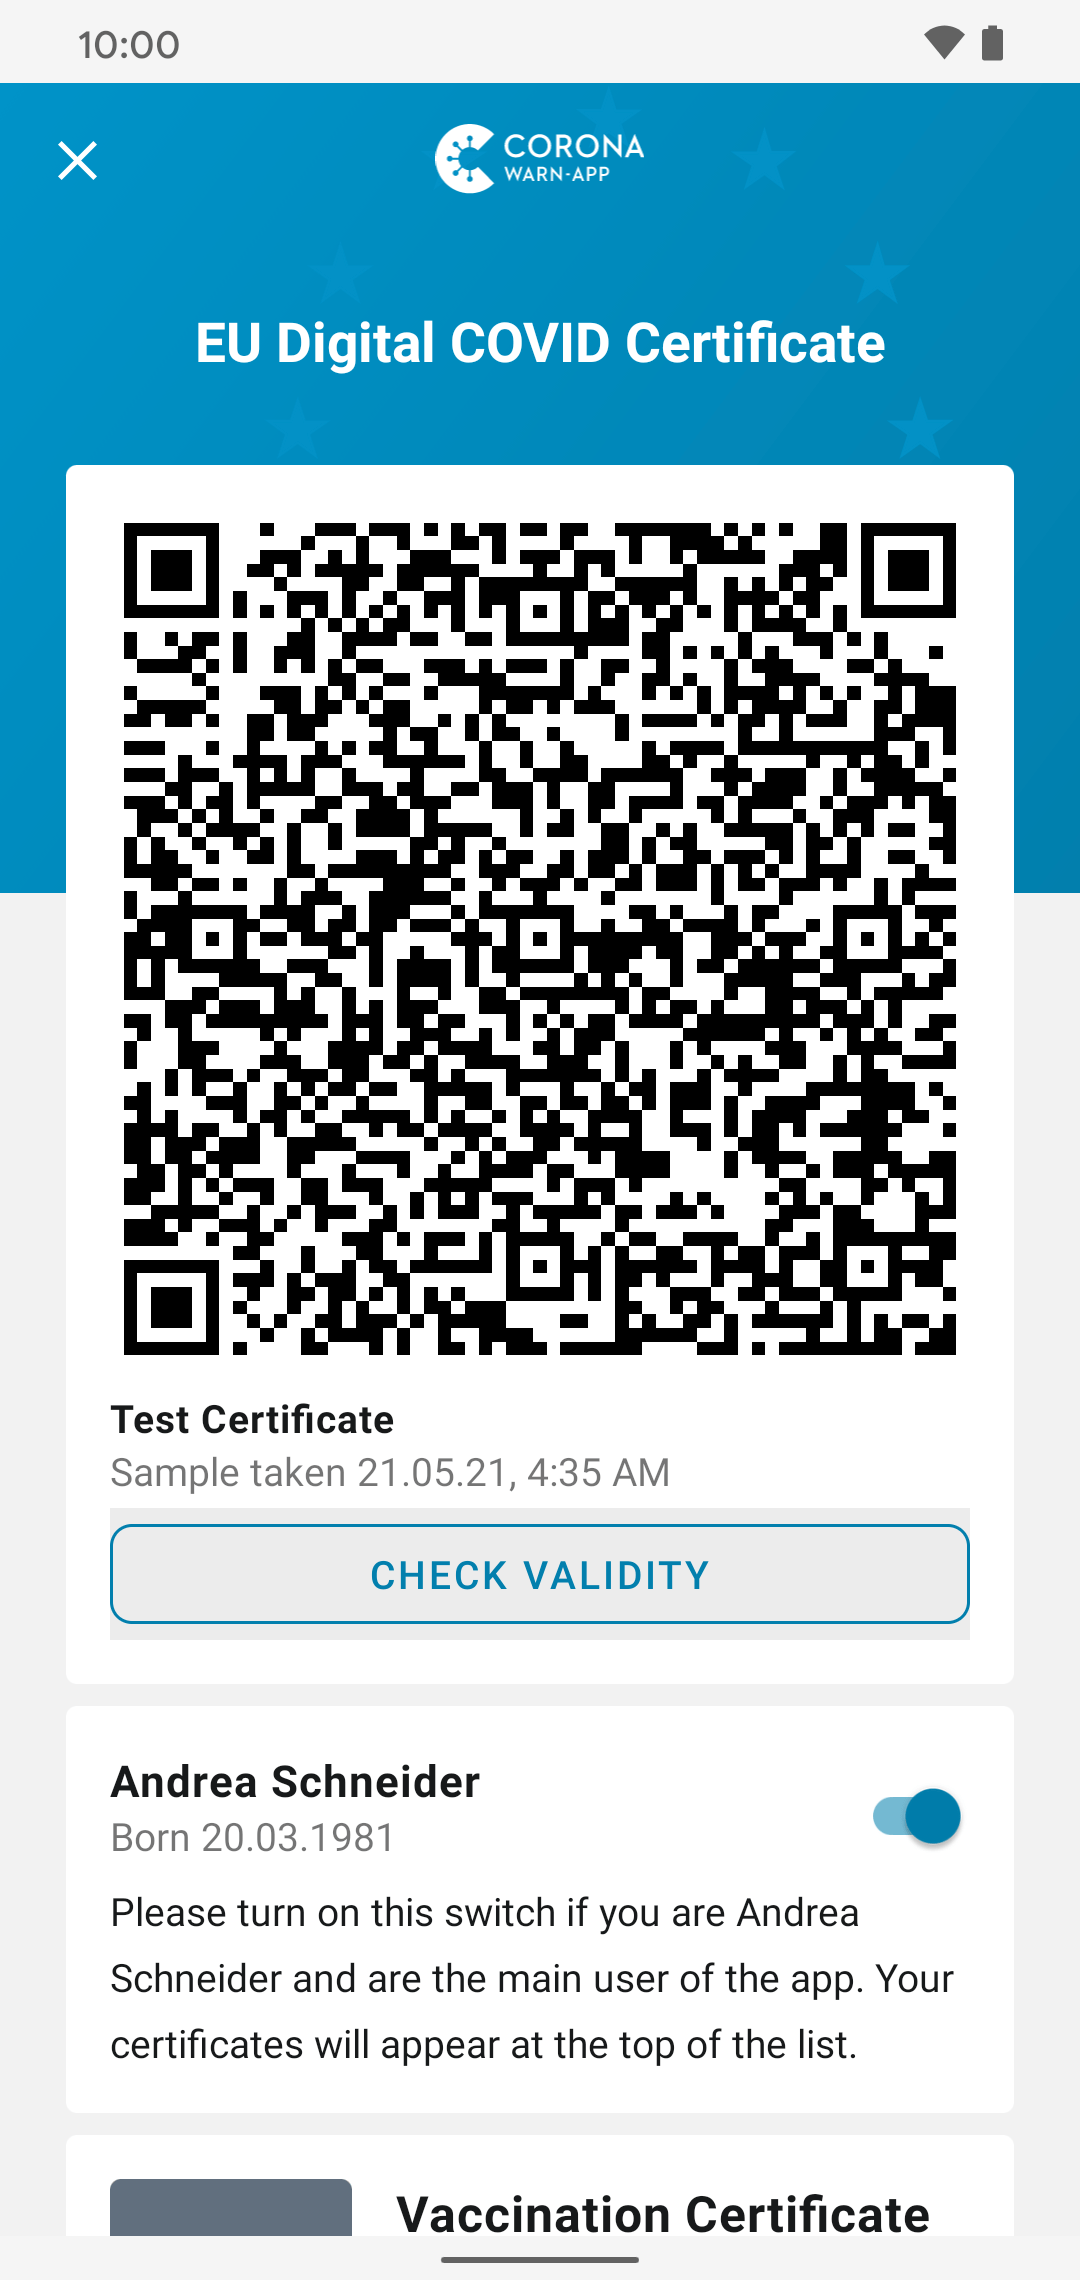 10:00
CORONA
WARN-APP
EU Digital COVID Certificate
Test Certificate
Sample taken 21.05.21, 4:35 AM
CHECK VALIDITY
Andrea Schneider
Born 20.03.1981
Please turn on this switch if you are Andrea
Schneider and are the main user of the app. Your
certificates will appear at the top of the list.
Vaccination Certificate